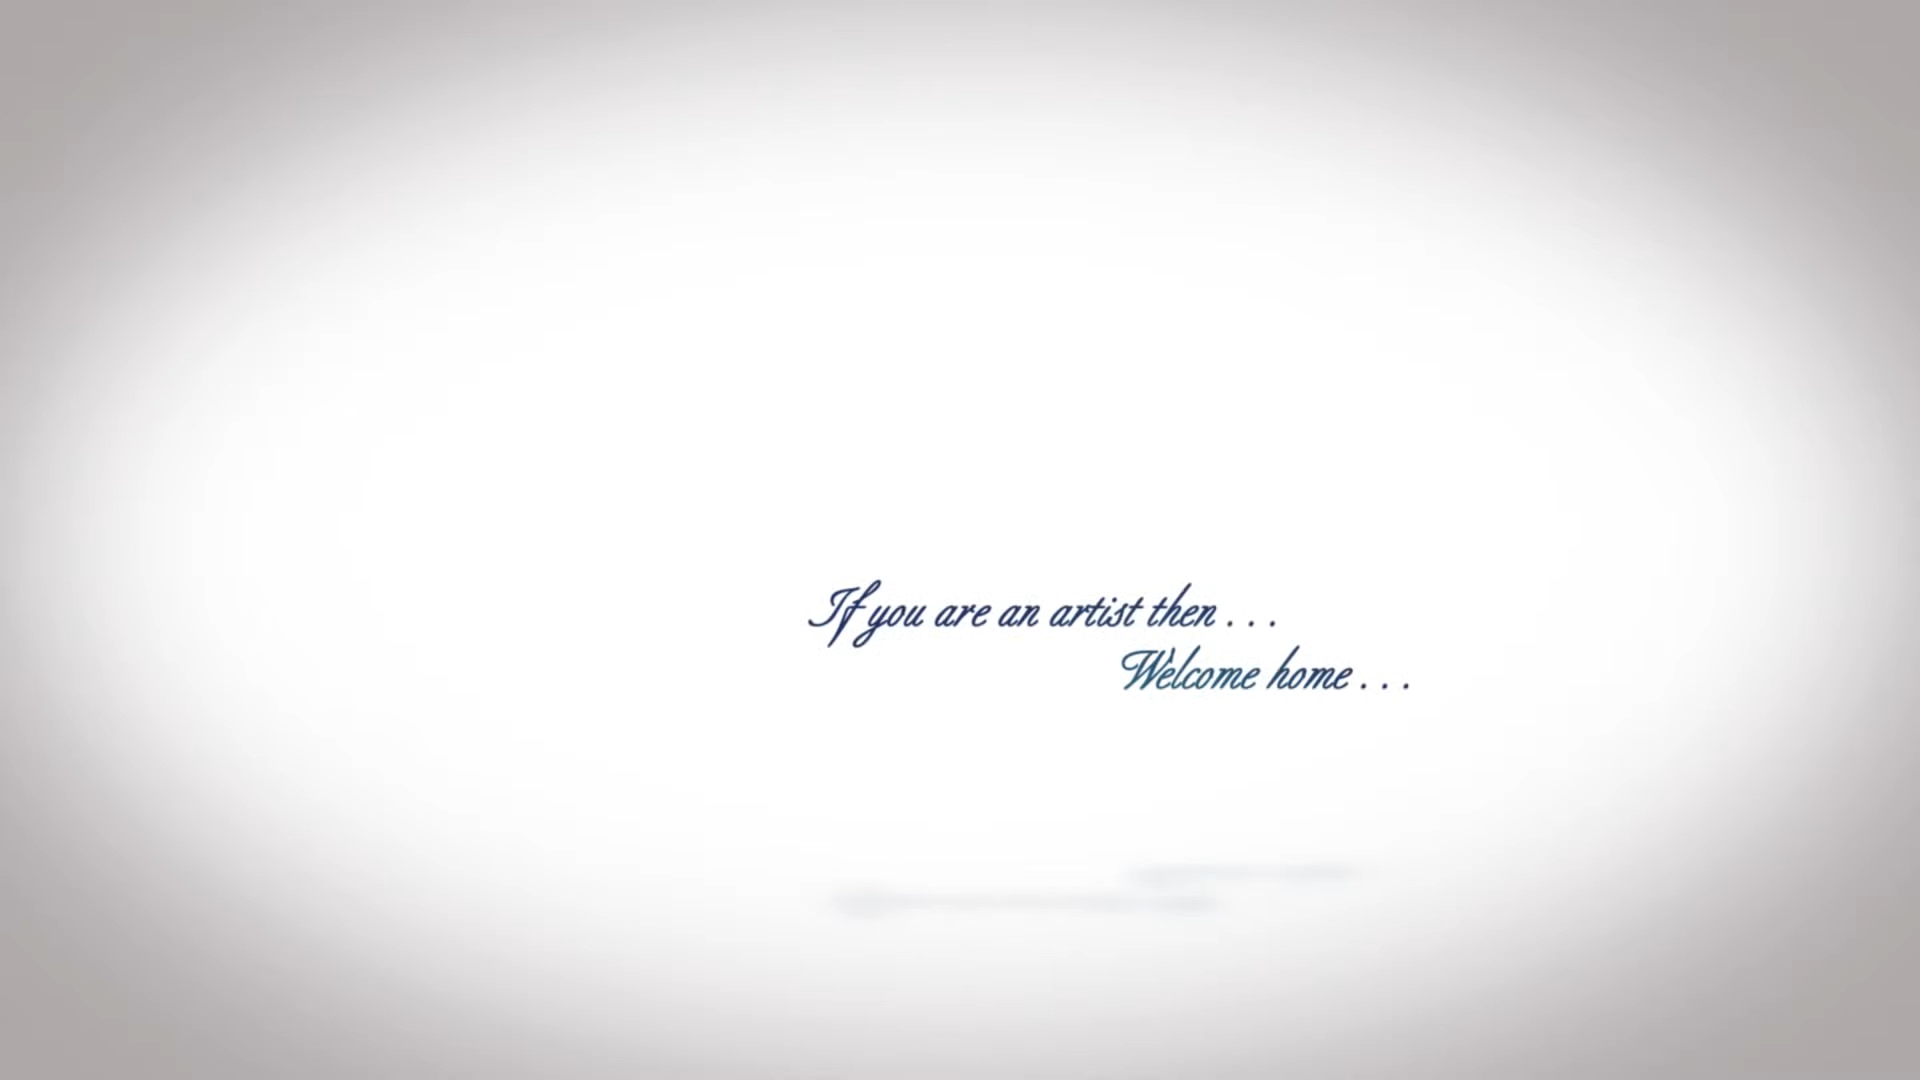 If you are an artist then . . .
Welcome home . . .